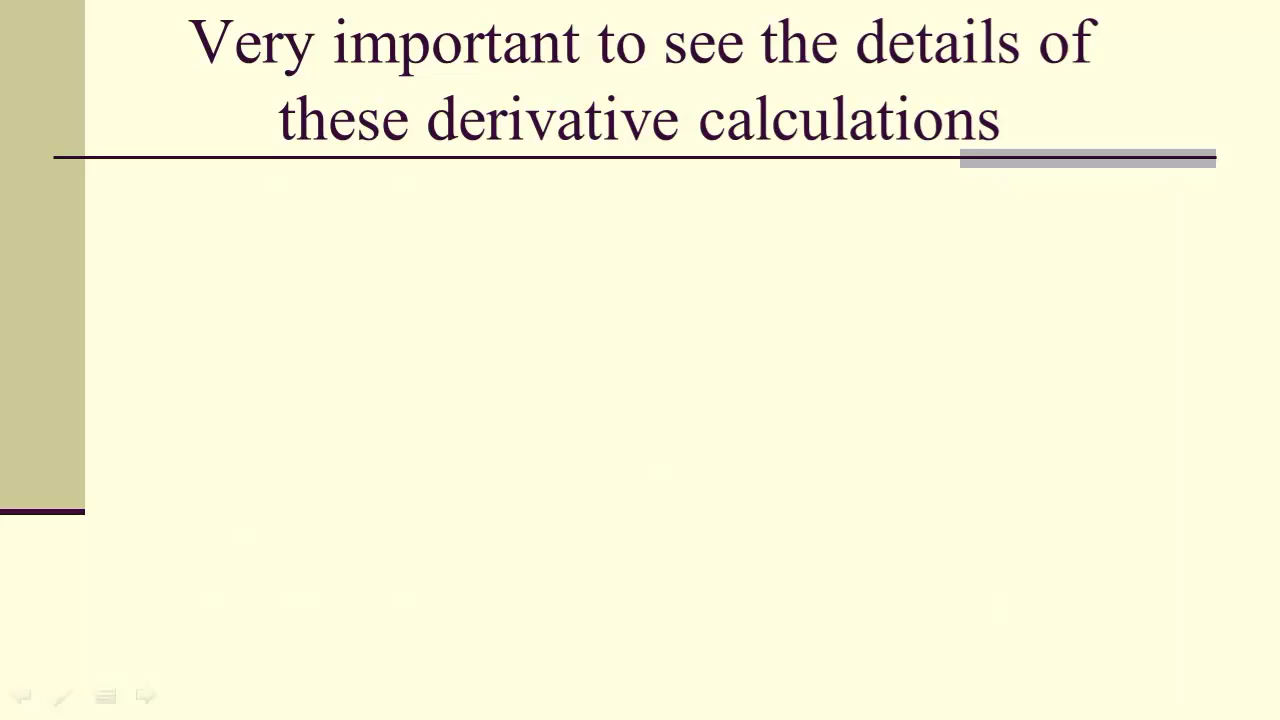 Very important to see the details of
these derivative calculations